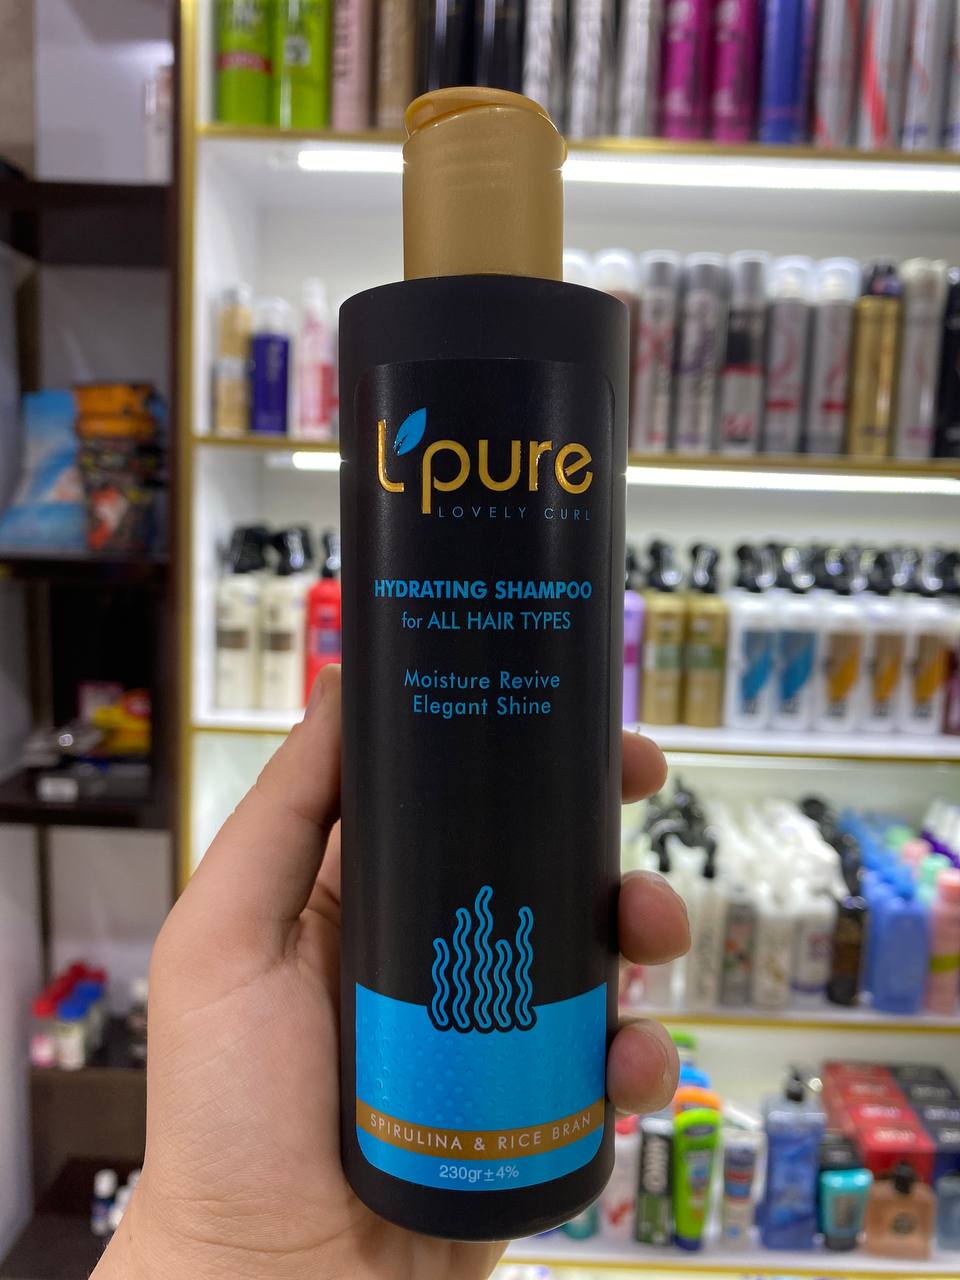 L'pure
LOVELY CURL
HYDRATING SHAMPOO
for ALL HAIR TYPES
Moisture Revive
Elegant Shine
SPIRULINA & RICE BRAN
230gr±4%